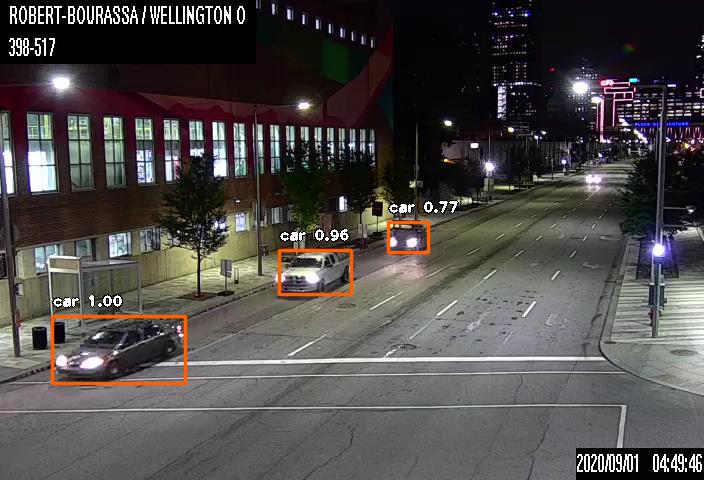 ROBERT-BOURASSA / WELLINGTON O
398-517
car 0.77
car 0.96
car 1.00
2020/09/01 04:49:46